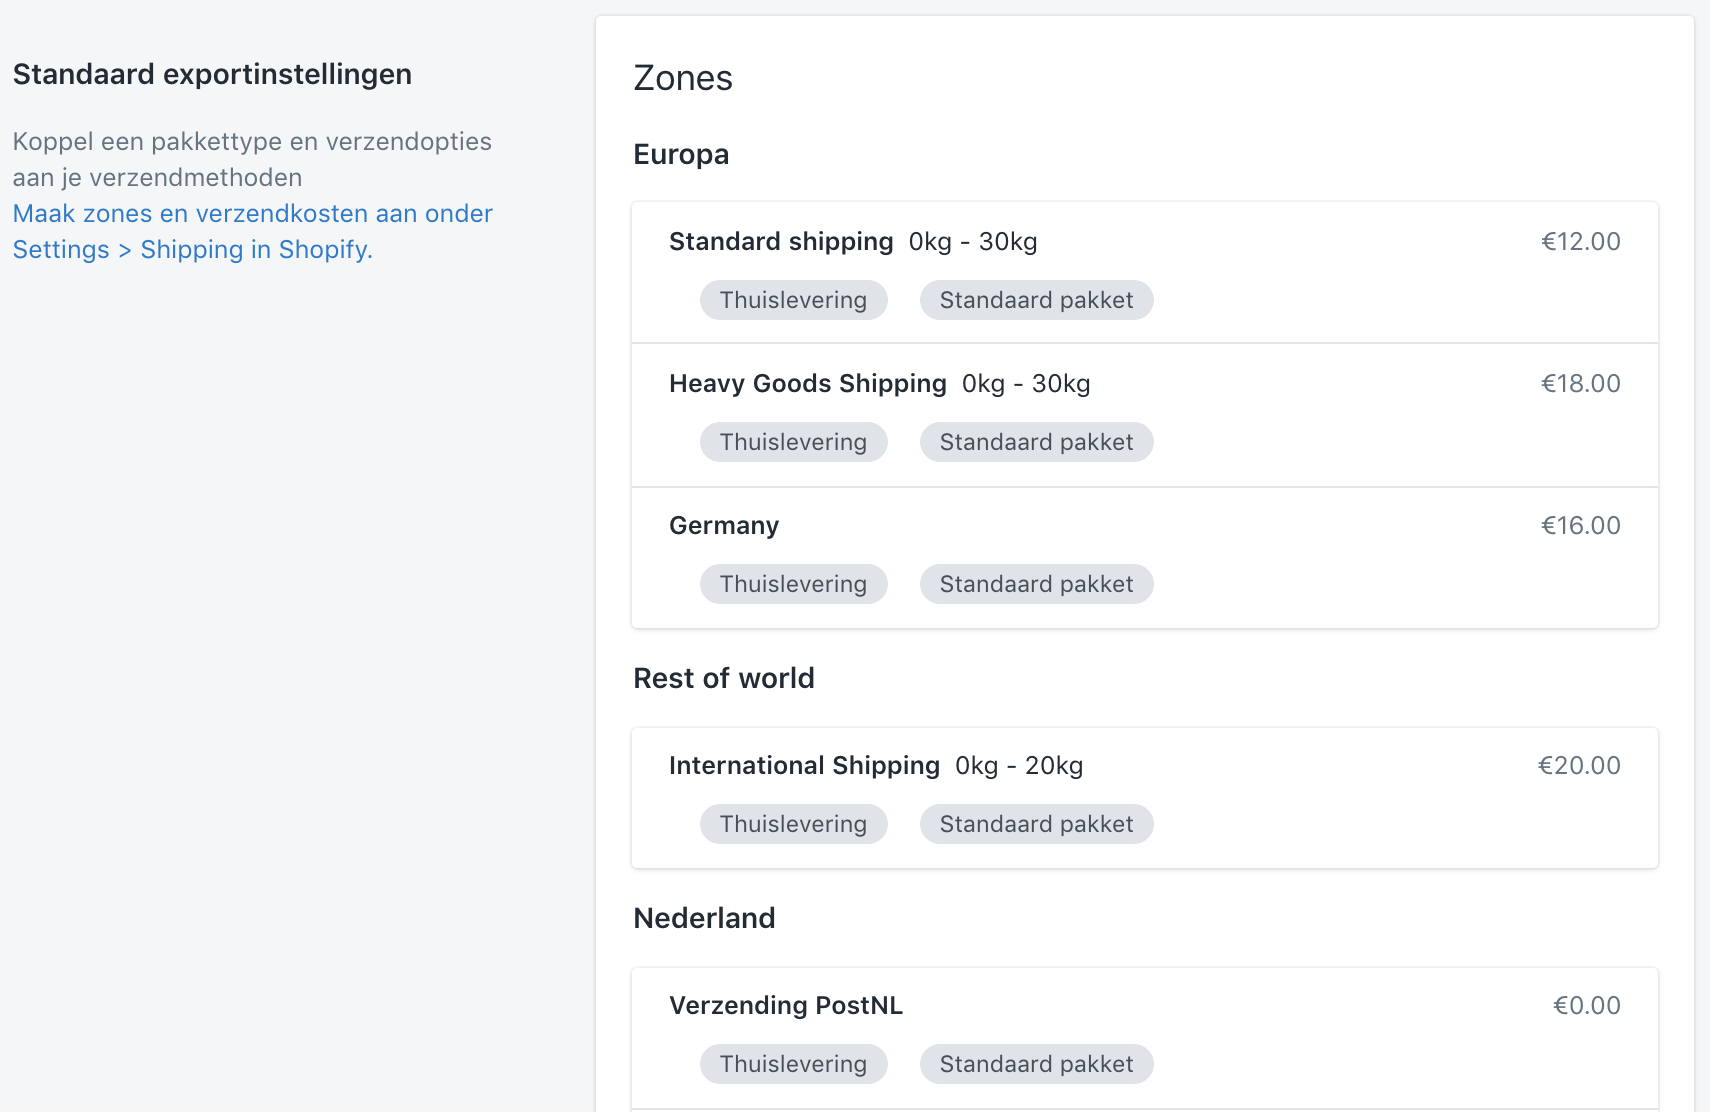 Standaard exportinstellingen
Koppel een pakkettype en verzendopties
aan je verzendmethoden
Maak zones en verzendkosten aan onder
Settings > Shipping in Shopify.
Zones
Europa
Standard shipping 0kg - 30kg €12.00
Thuislevering Standaard pakket
Heavy Goods Shipping 0kg - 30kg €18.00
Thuislevering Standaard pakket
Germany €16.00
Thuislevering Standaard pakket
Rest of world
International Shipping 0kg - 20kg €20.00
Thuislevering Standaard pakket
Nederland
Verzending PostNL €0.00
Thuislevering Standaard pakket